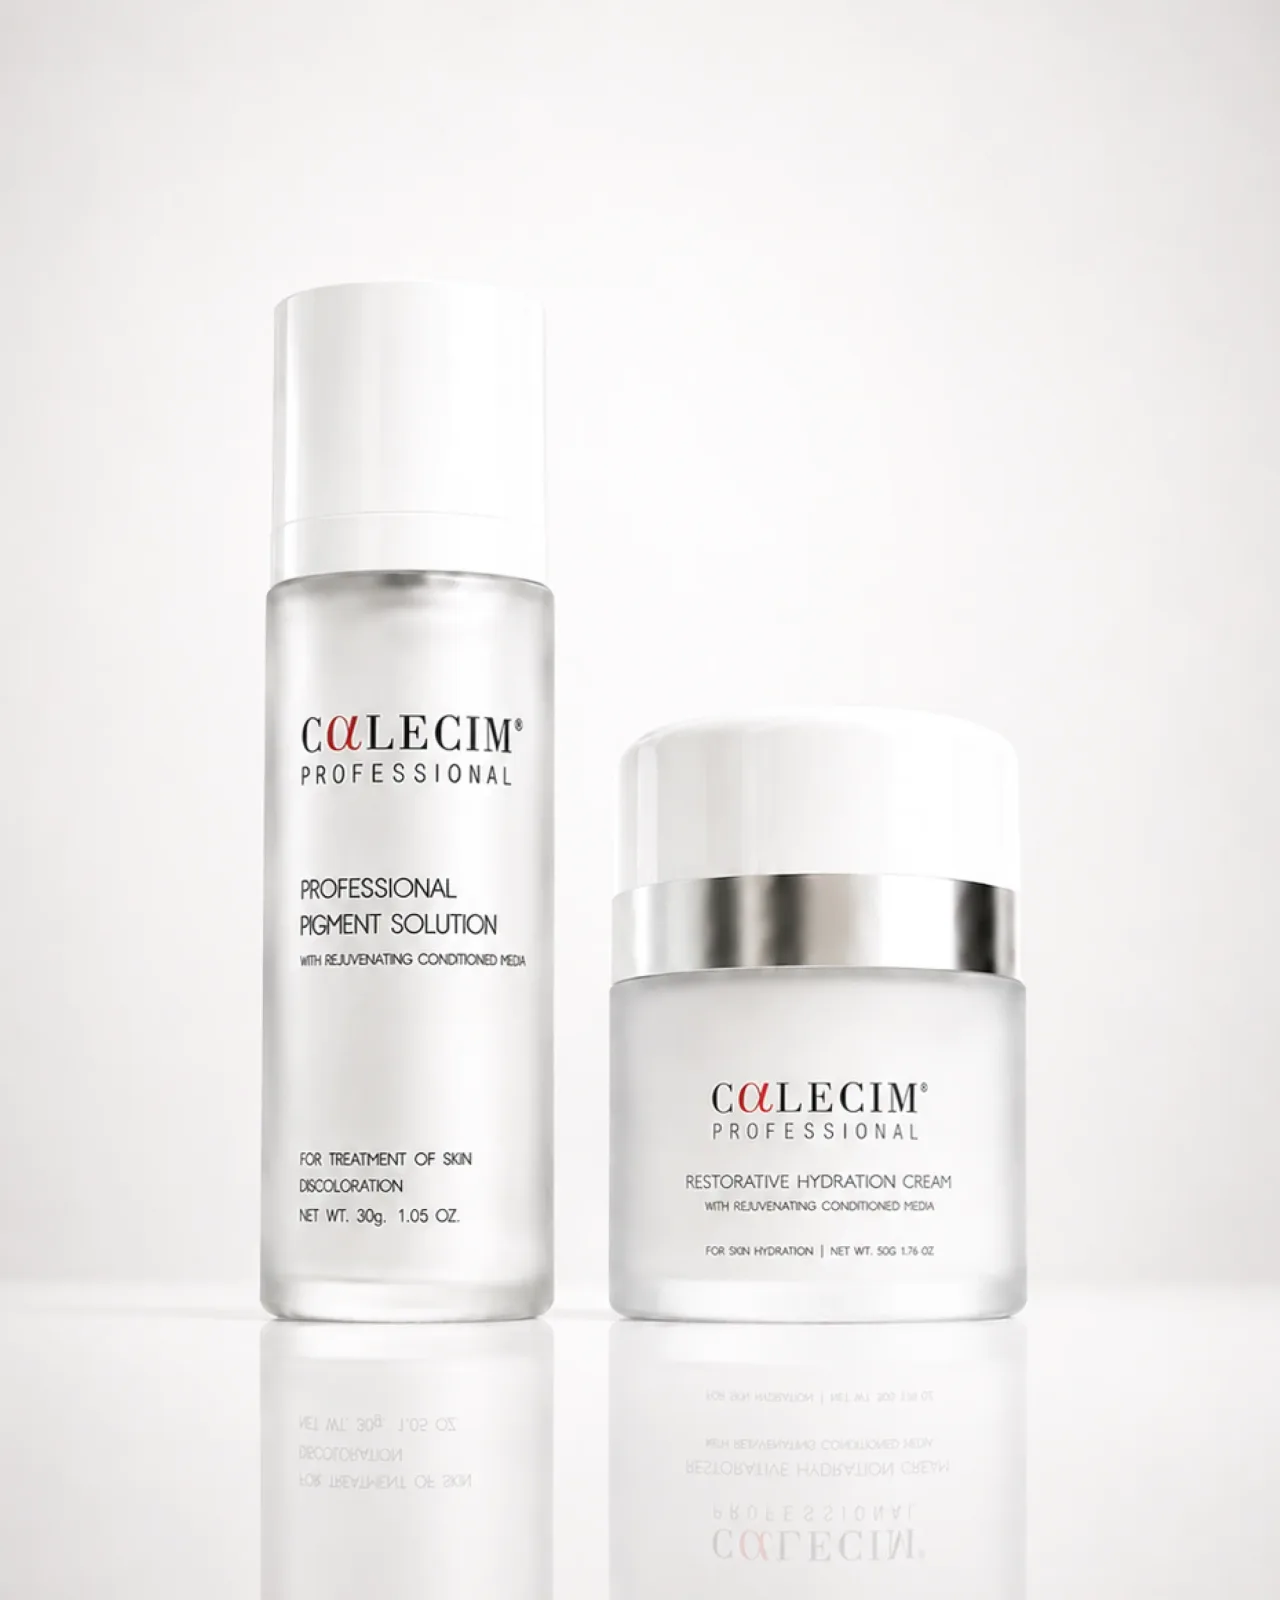 CαLECIM®
PROFESSIONAL
PROFESSIONAL
PIGMENT SOLUTION
WITH REJUVENATING CONDITIONED MEDIA
FOR TREATMENT OF SKIN
DISCOLORATION
NET WT. 30g. 1.05 OZ.
CαLECIM®
PROFESSIONAL
RESTORATIVE HYDRATION CREAM
WITH REJUVENATING CONDITIONED MEDIA
FOR SKIN HYDRATION | NET WT. 50G 1.76 OZ